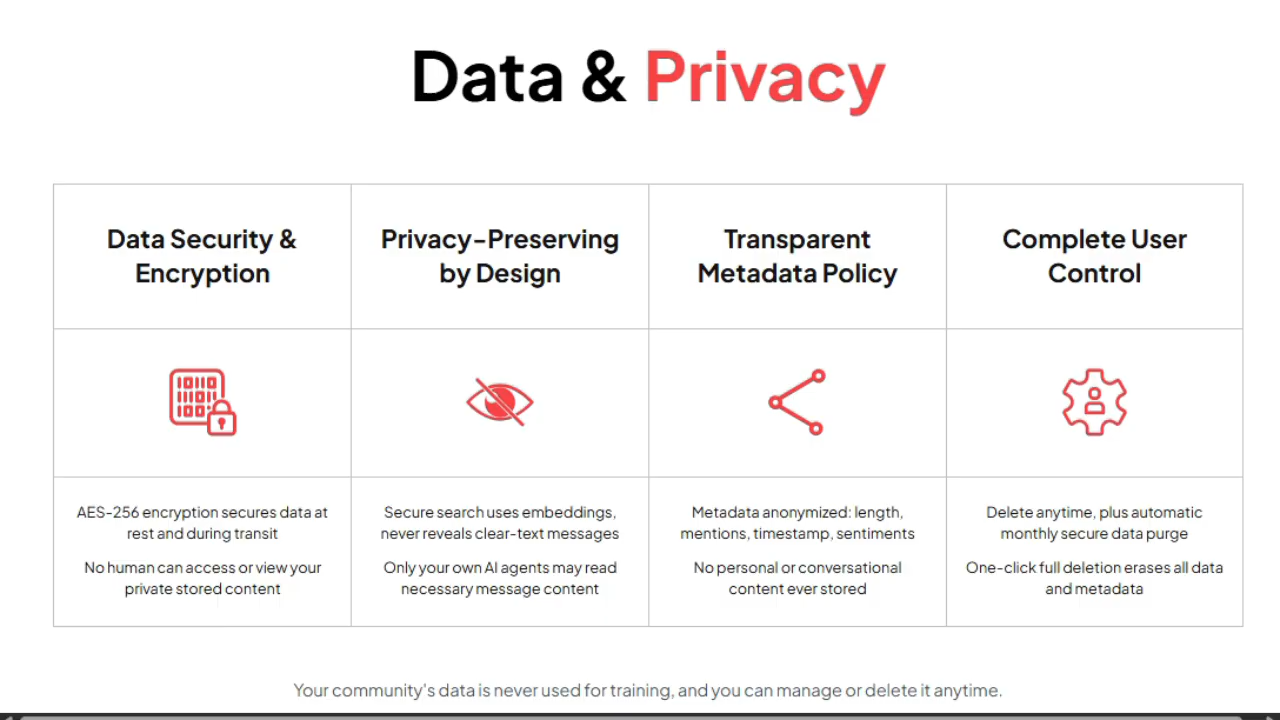 Data & Privacy
Data Security &
Encryption
Privacy-Preserving
by Design
Transparent
Metadata Policy
Complete User
Control
AES-256 encryption secures data at
rest and during transit
No human can access or view your
private stored content
Secure search uses embeddings,
never reveals clear-text messages
Only your own AI agents may read
necessary message content
Metadata anonymized: length,
mentions, timestamp, sentiments
No personal or conversational
content ever stored
Delete anytime, plus automatic
monthly secure data purge
One-click full deletion erases all data
and metadata
Your community's data is never used for training, and you can manage or delete it anytime.